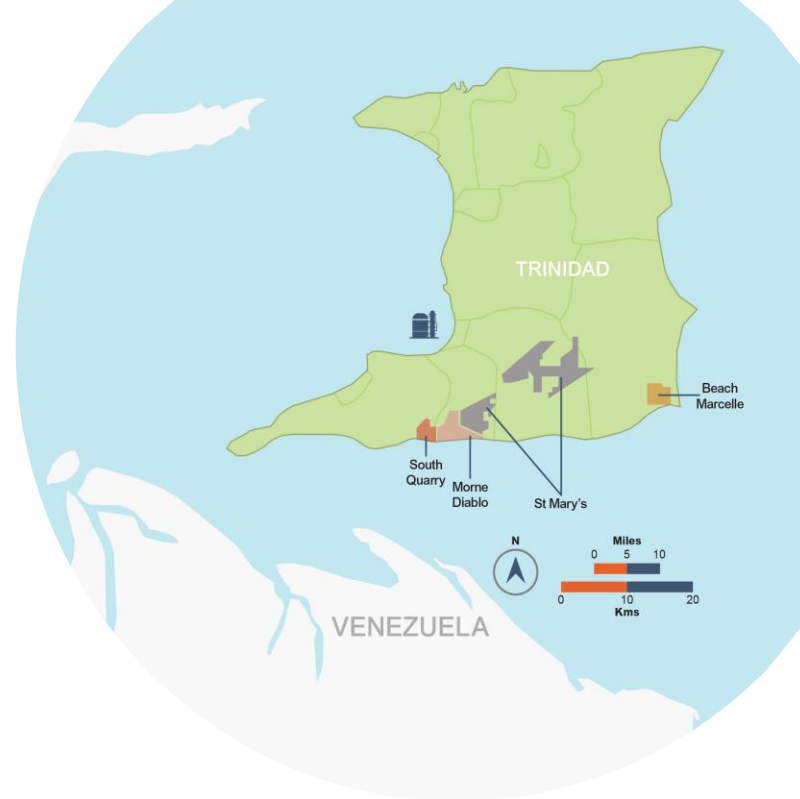 TRINIDAD
Beach
Marcelle
South
Quarry
Morne
Diablo
St Mary's
N
Miles
0 5 10
0 10 20
Kms
VENEZUELA